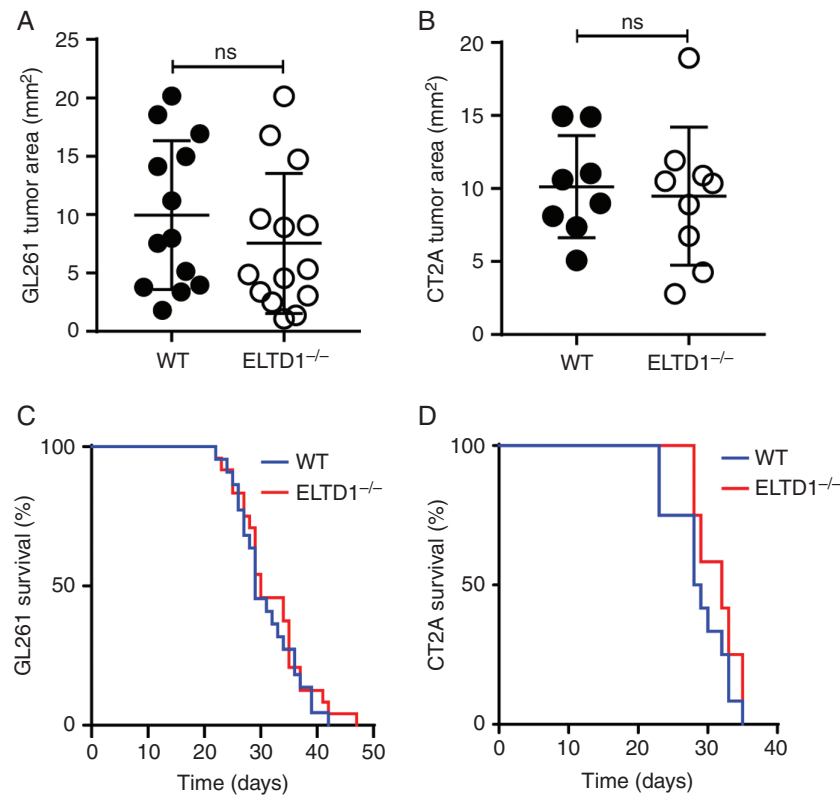 A
GL261 tumor area (mm²)
25
20
15
10
5
0
ns
WT
ELTD1⁻/⁻
B
CT2A tumor area (mm²)
20
15
10
5
0
ns
WT
ELTD1⁻/⁻
C
GL261 survival (%)
100
50
0
WT
ELTD1⁻/⁻
0 10 20 30 40 50
Time (days)
D
CT2A survival (%)
100
50
0
WT
ELTD1⁻/⁻
0 10 20 30 40
Time (days)